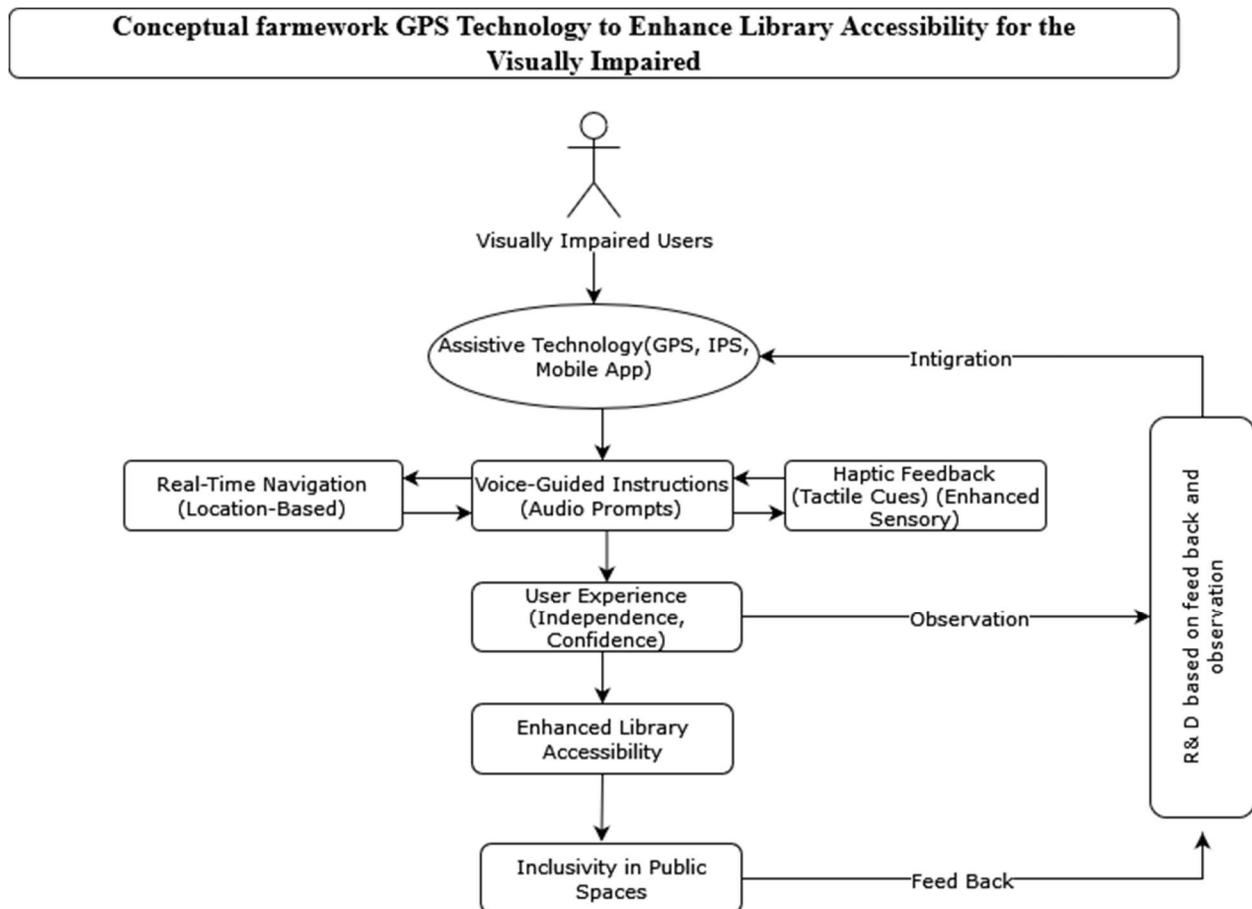 Conceptual farmework GPS Technology to Enhance Library Accessibility for the
Visually Impaired
Visually Impaired Users
Assistive Technology(GPS, IPS,
Mobile App)
Intigration
Real-Time Navigation
(Location-Based)
Voice-Guided Instructions
(Audio Prompts)
Haptic Feedback
(Tactile Cues) (Enhanced
Sensory)
R& D based on feed back and
observation
User Experience
(Independence,
Confidence)
Observation
Enhanced Library
Accessibility
Inclusivity in Public
Spaces
Feed Back